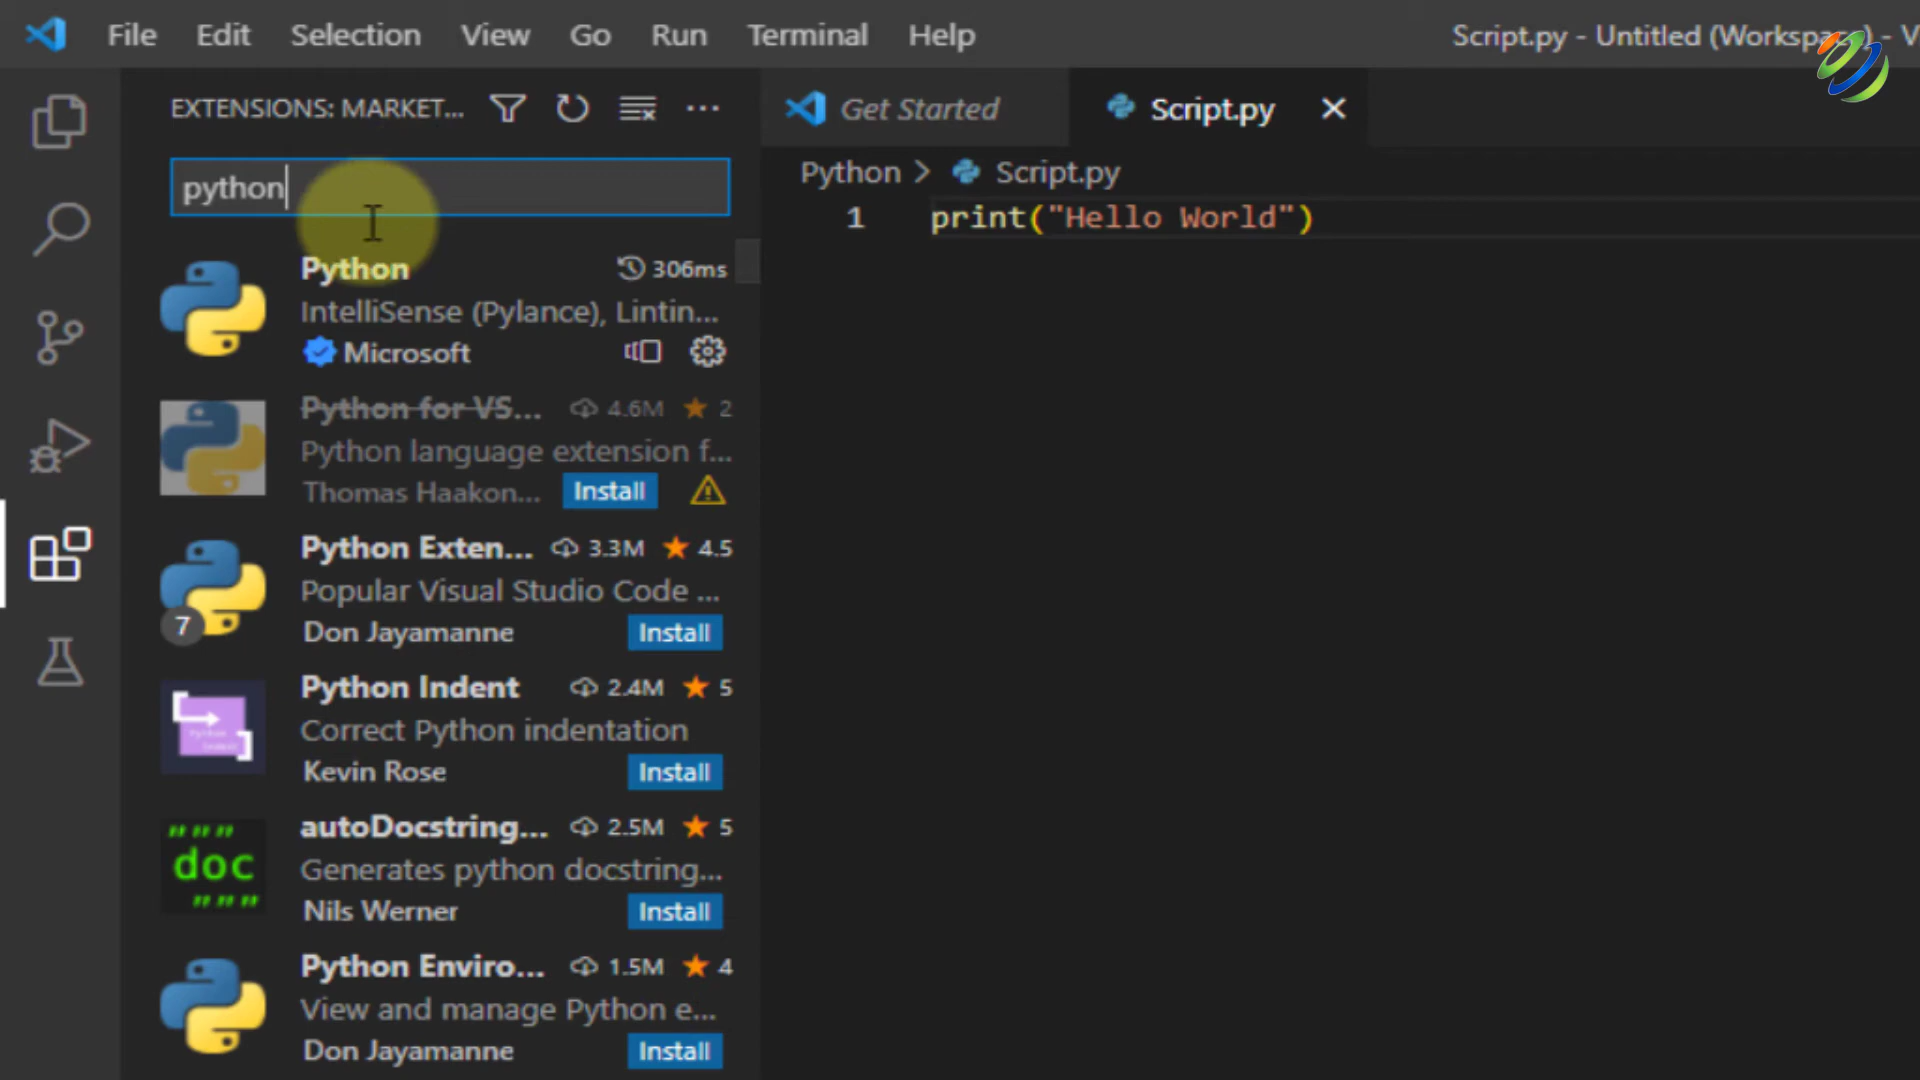 File Edit Selection View Go Run Terminal Help
Script.py - Untitled (Workspace) - V
EXTENSIONS: MARKET...
python
Python 306ms
IntelliSense (Pylance), Lintin...
Microsoft
Python for VS... 4.6M 2
Python language extension f...
Thomas Haakon... Install
Python Exten... 3.3M 4.5
Popular Visual Studio Code ...
7
Don Jayamanne Install
Python Indent 2.4M 5
Correct Python indentation
Kevin Rose Install
autoDocstring... 2.5M 5
"""
doc
"""
Generates python docstring...
Nils Werner Install
Python Enviro... 1.5M 4
View and manage Python e...
Don Jayamanne Install
Get Started
Script.py
Python > Script.py
1 print("Hello World")